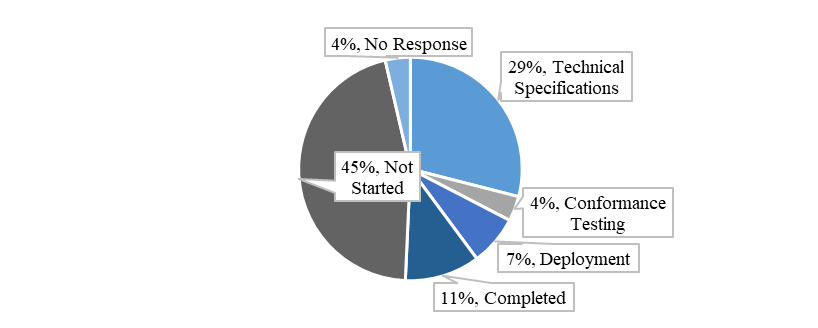 4%, No Response
29%, Technical
Specifications
45%, Not
Started
4%, Conformance
Testing
7%, Deployment
11%, Completed